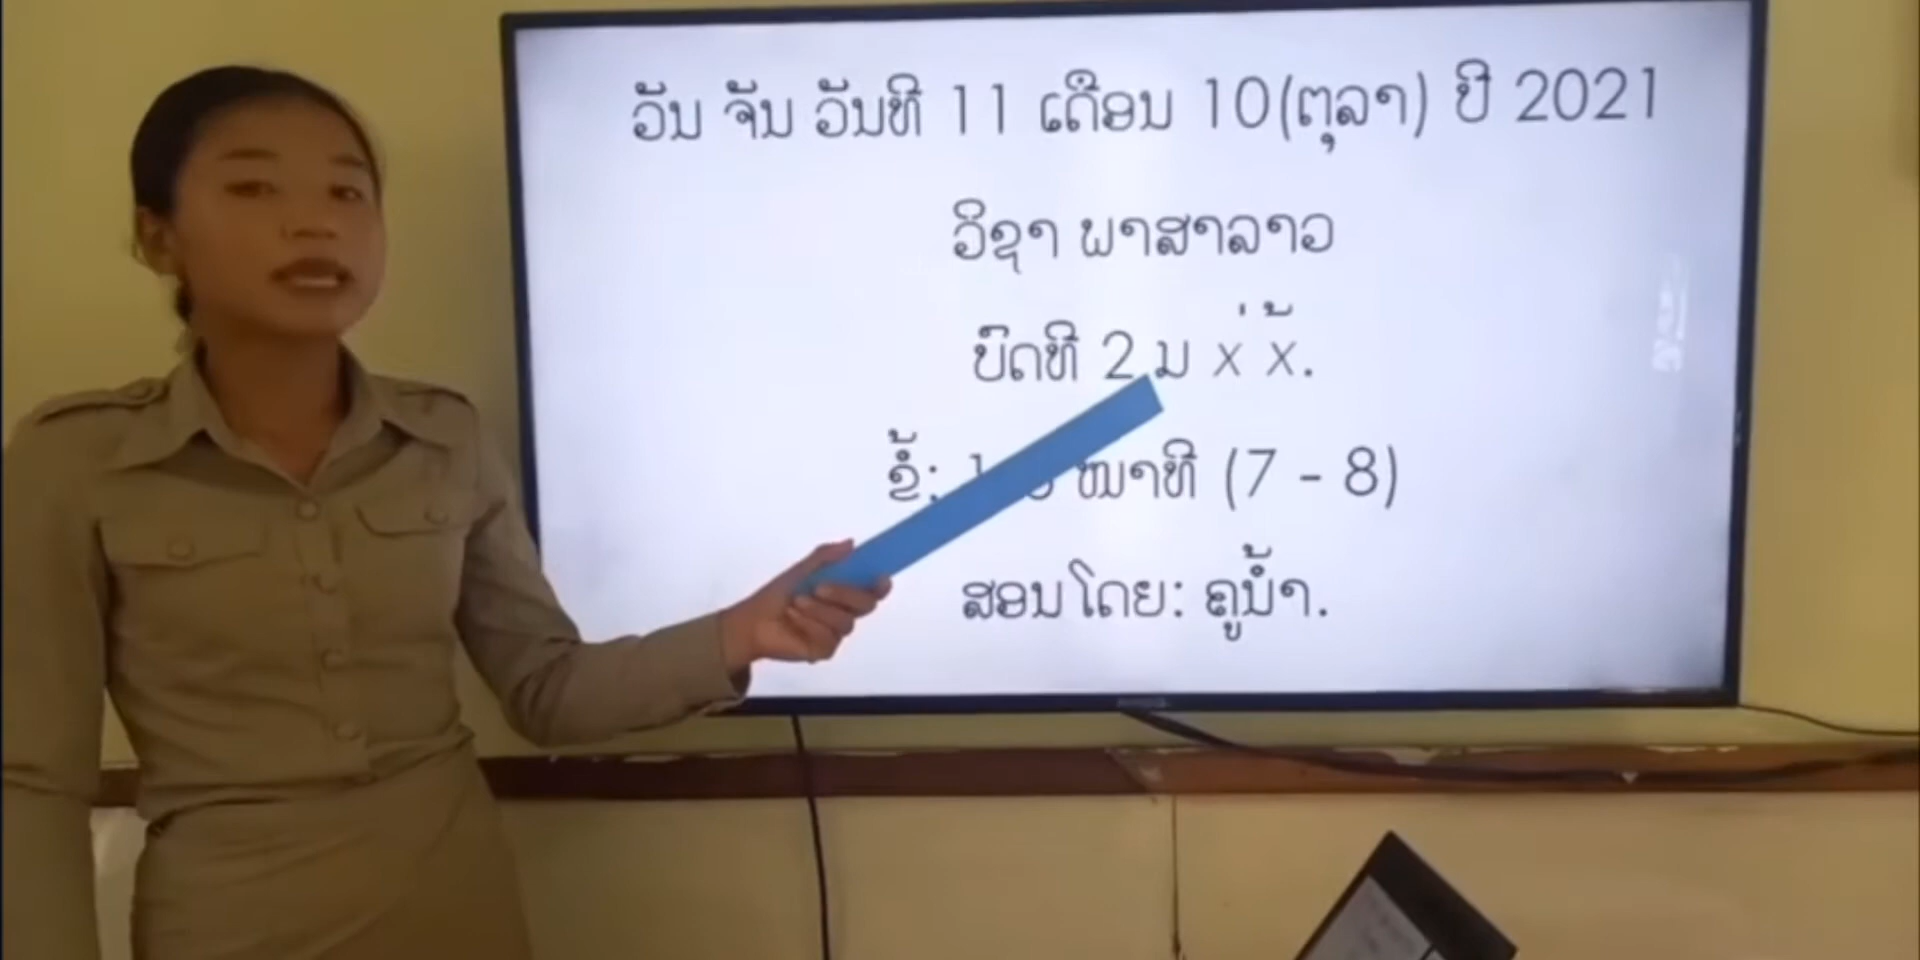 ວັນ ຈັນ ວັນທີ 11 ເດືອນ 10(ຕຸລາ) ປີ 2021
ວິຊາ ພາສາລາວ
ບົດທີ 2 ມ x່ x້.
ຂໍ້: ໜາທີ (7 - 8)
ສອນໂດຍ: ຄູນ້ຳ.